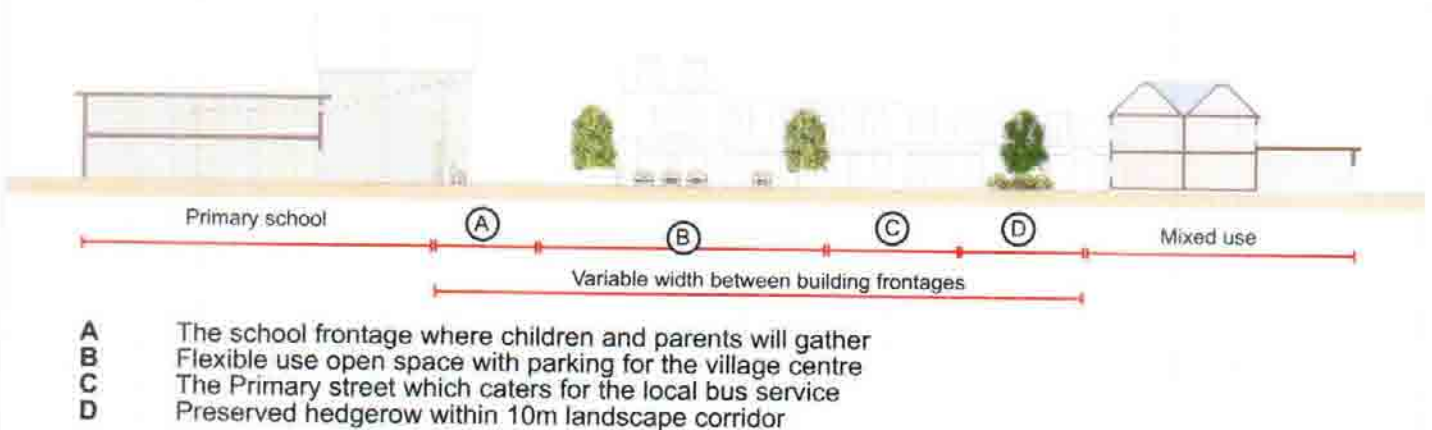 Primary school
A
B
C
D
Mixed use
Variable width between building frontages
A The school frontage where children and parents will gather
B Flexible use open space with parking for the village centre
C The Primary street which caters for the local bus service
D Preserved hedgerow within 10m landscape corridor